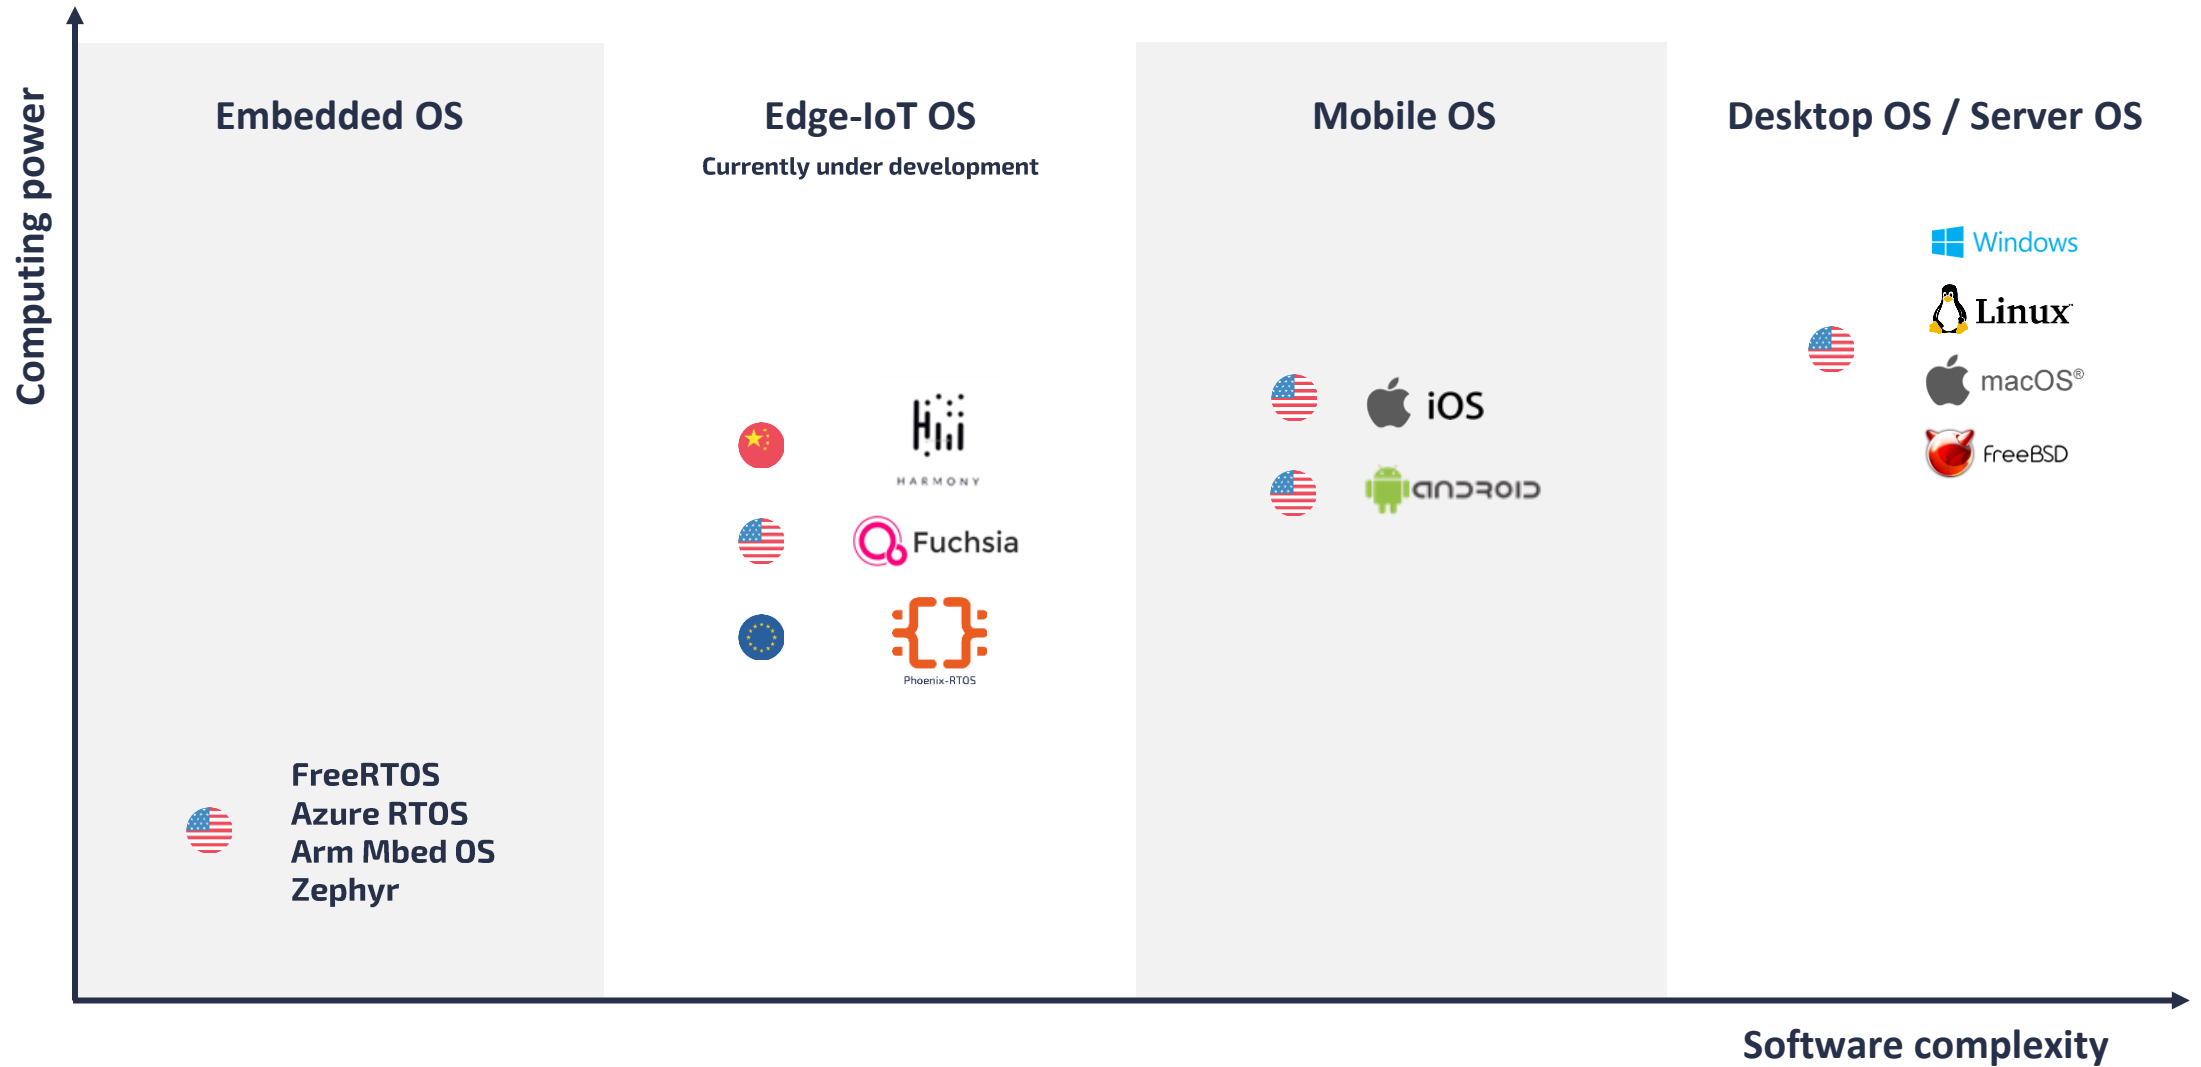 Computing power
Embedded OS
FreeRTOS
Azure RTOS
Arm Mbed OS
Zephyr
Edge-IoT OS
Currently under development
HARMONY
Fuchsia
Phoenix-RTOS
Mobile OS
iOS
ANDROID
Desktop OS / Server OS
Windows
Linux™
macOS®
FreeBSD
Software complexity